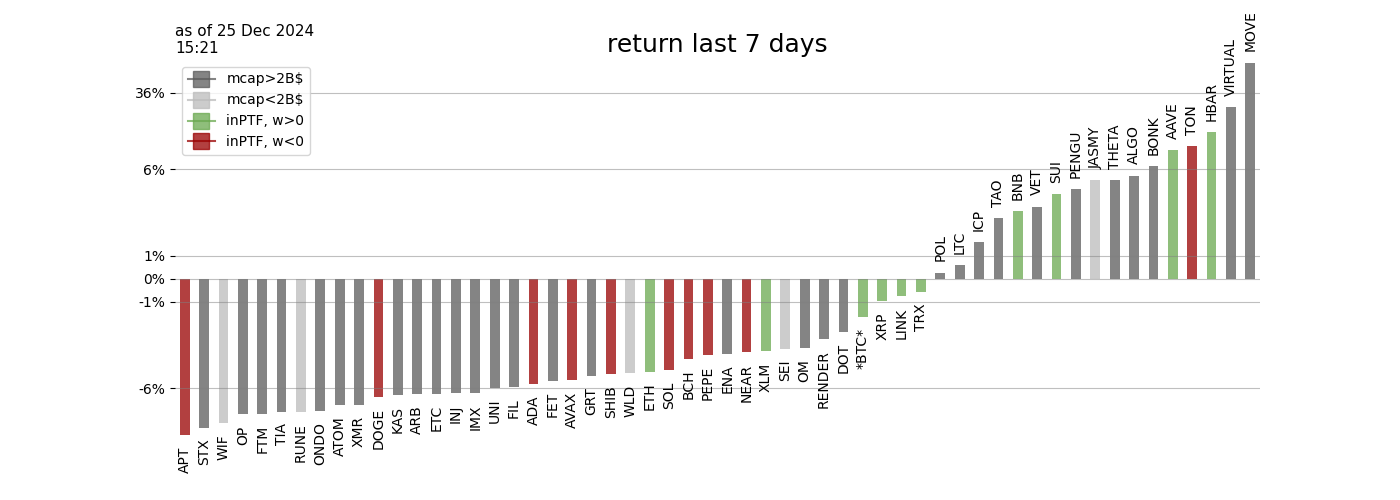 as of 25 Dec 2024
15:21
return last 7 days
mcap>2B$
mcap<2B$
inPTF, w>0
inPTF, w<0
36%
6%
1%
0%
-1%
-6%
APT
STX
WIF
OP
FTM
TIA
RUNE
ONDO
ATOM
XMR
DOGE
KAS
ARB
ETC
INJ
IMX
UNI
FIL
ADA
FET
AVAX
GRT
SHIB
WLD
ETH
SOL
BCH
PEPE
ENA
NEAR
XLM
SEI
OM
RENDER
DOT
*BTC*
XRP
LINK
TRX
POL
LTC
ICP
TAO
BNB
VET
SUI
PENGU
JASMY
THETA
ALGO
BONK
AAVE
TON
HBAR
VIRTUAL
MOVE